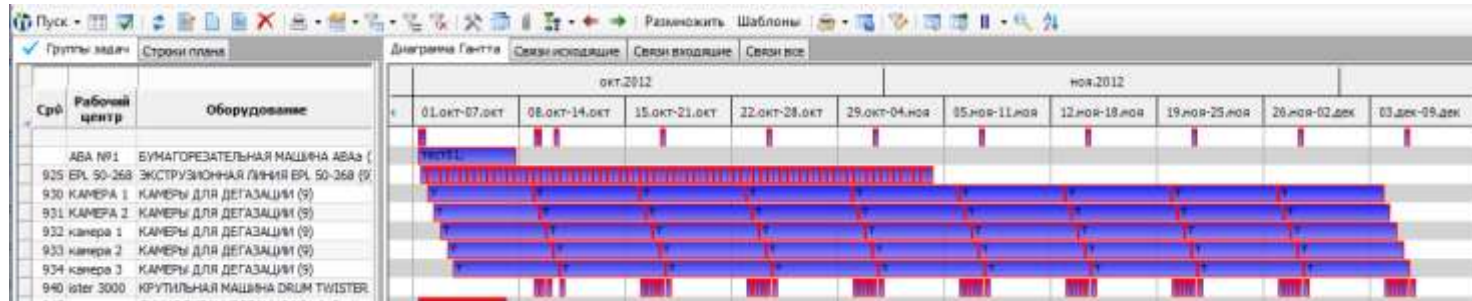 Пуск Размножить Шаблоны
Группы задач Строки плана Диаграмма Гантта Связи исходящие Связи входящие Связи все
окт.2012 ноя.2012
Рабочий центр Оборудование 01.окт-07.окт 08.окт-14.окт 15.окт-21.окт 22.окт-28.окт 29.окт-04.ноя 05.ноя-11.ноя 12.ноя-18.ноя 19.ноя-25.ноя 26.ноя-02.дек 03.дек-09.дек
АВА №1 БУМАГОРЕЗАТЕЛЬНАЯ МАШИНА АВАа (
925 EPL 50-268 ЭКСТРУЗИОННАЯ ЛИНИЯ EPL 50-268 (9)
930 КАМЕРА 1 КАМЕРЫ ДЛЯ ДЕГАЗАЦИИ (9)
931 КАМЕРА 2 КАМЕРЫ ДЛЯ ДЕГАЗАЦИИ (9)
932 камера 1 КАМЕРЫ ДЛЯ ДЕГАЗАЦИИ (9)
933 камера 2 КАМЕРЫ ДЛЯ ДЕГАЗАЦИИ (9)
934 камера 3 КАМЕРЫ ДЛЯ ДЕГАЗАЦИИ (9)
940 ister 3000 КРУТИЛЬНАЯ МАШИНА DRUM TWISTER